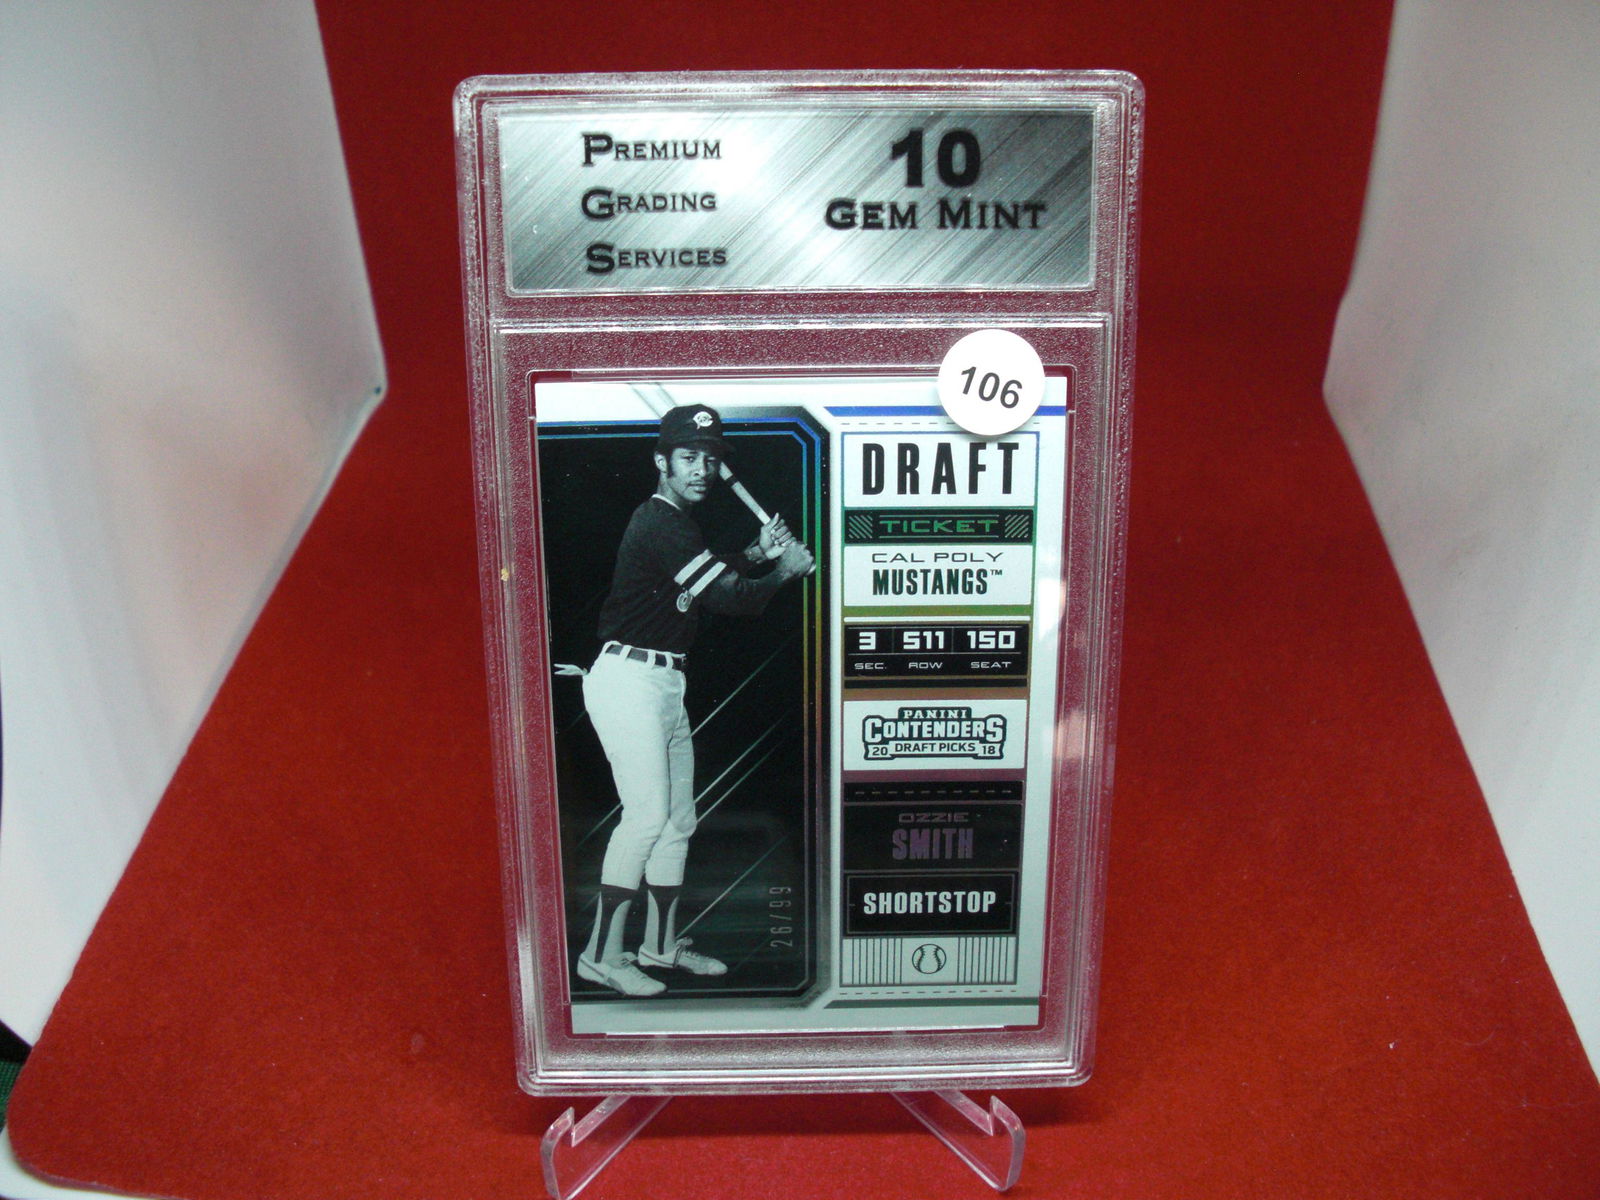 PREMIUM
GRADING
SERVICES
10
GEM MINT
106
DRAFT
TICKET
CAL POLY
MUSTANGS™
3 511 150
SEC. ROW SEAT
PANINI
CONTENDERS
20 DRAFT PICKS 18
OZZIE
SMITH
SHORTSTOP
26/99